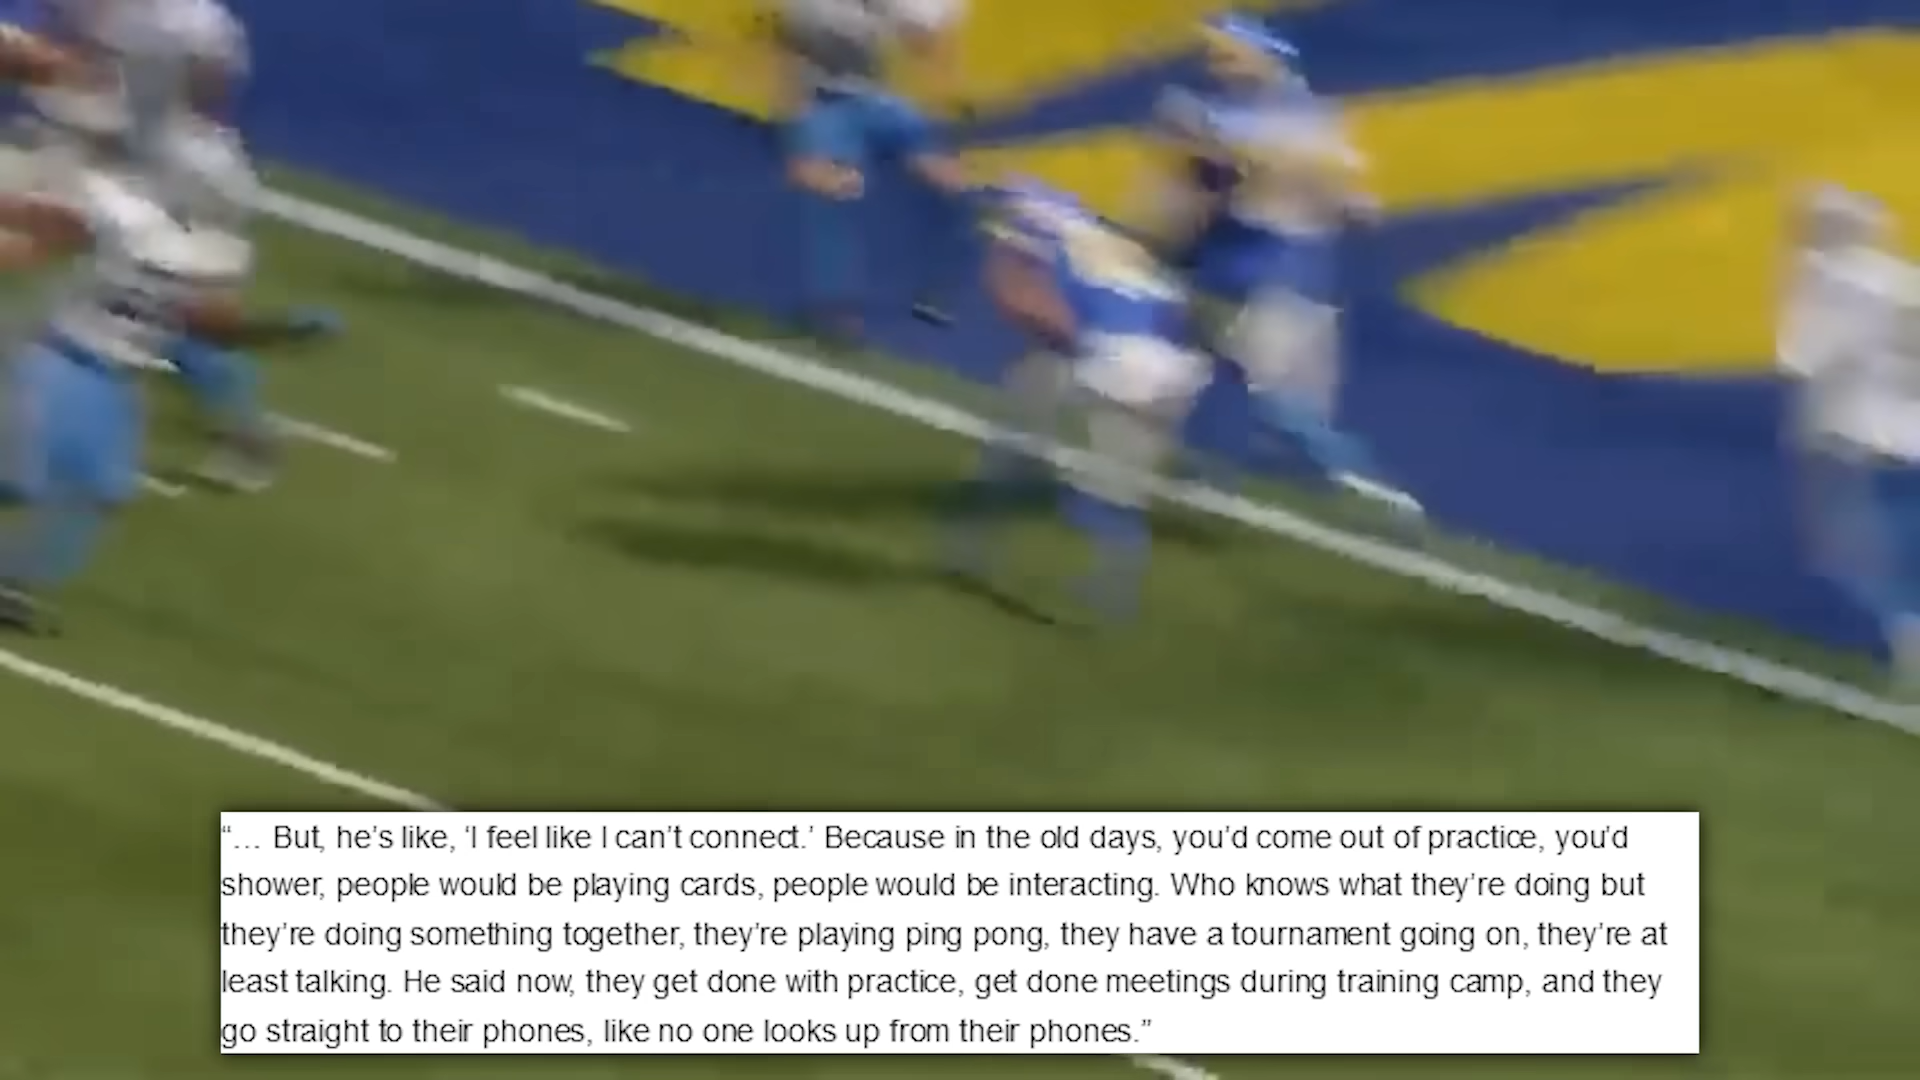 “… But, he’s like, ‘I feel like I can’t connect.’ Because in the old days, you’d come out of practice, you’d
shower, people would be playing cards, people would be interacting. Who knows what they’re doing but
they’re doing something together, they’re playing ping pong, they have a tournament going on, they’re at
least talking. He said now, they get done with practice, get done meetings during training camp, and they
go straight to their phones, like no one looks up from their phones.”